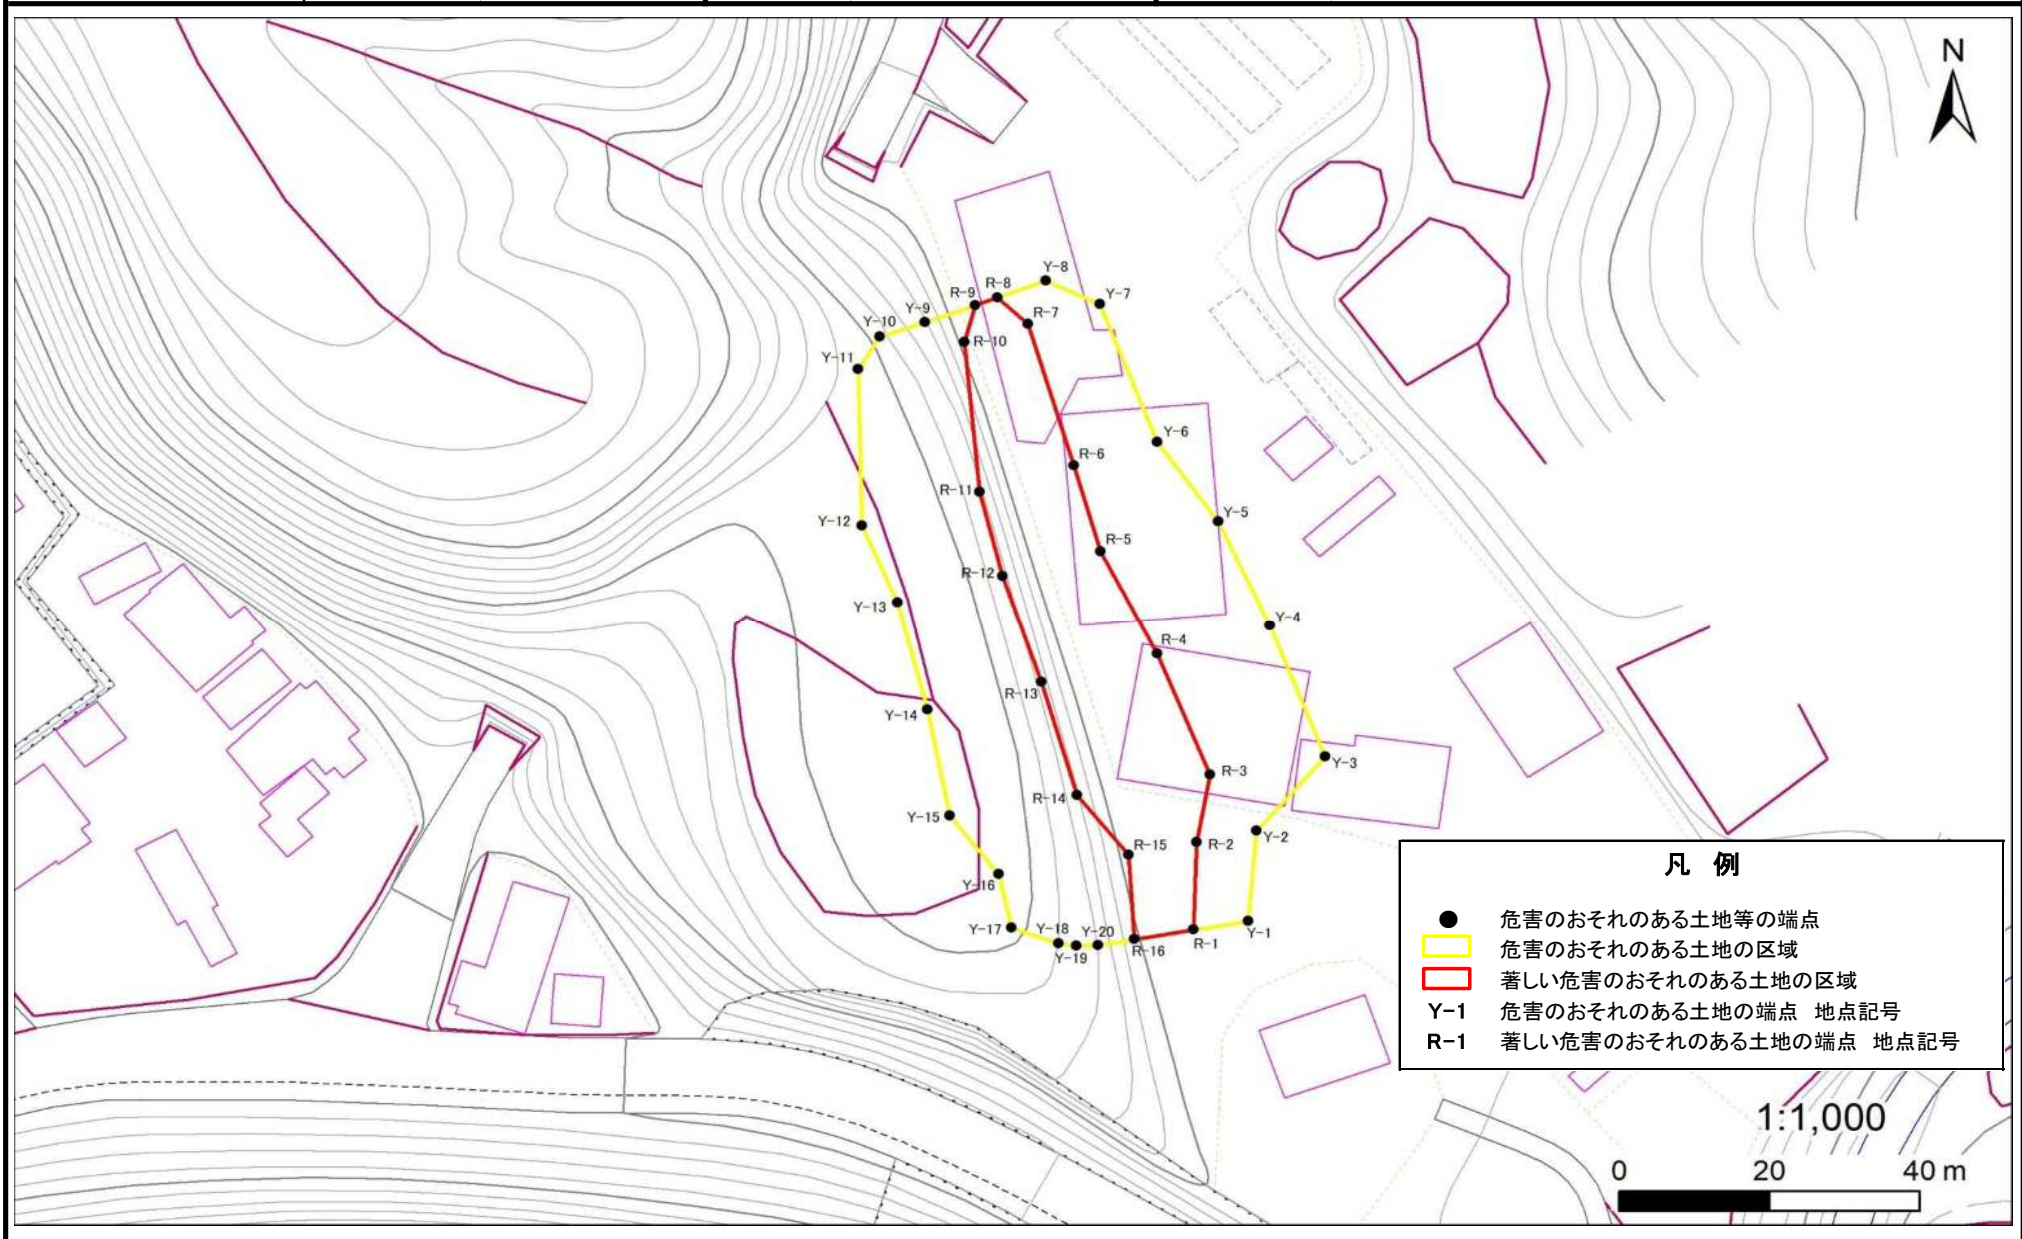 N
Y-8
R-8
R-9
Y-7
Y-9
Y-10
R-7
R-10
Y-11
Y-6
R-6
R-11
Y-12
Y-5
R-5
R-12
Y-13
Y-4
R-4
R-13
Y-14
Y-3
R-3
R-14
Y-15
Y-2
R-2
R-15
Y-16
Y-17
Y-18
Y-20
Y-19
R-16
R-1
Y-1
凡 例
危害のおそれのある土地等の端点
危害のおそれのある土地の区域
著しい危害のおそれのある土地の区域
Y-1 危害のおそれのある土地の端点 地点記号
R-1 著しい危害のおそれのある土地の端点 地点記号
1:1,000
0 20 40 m